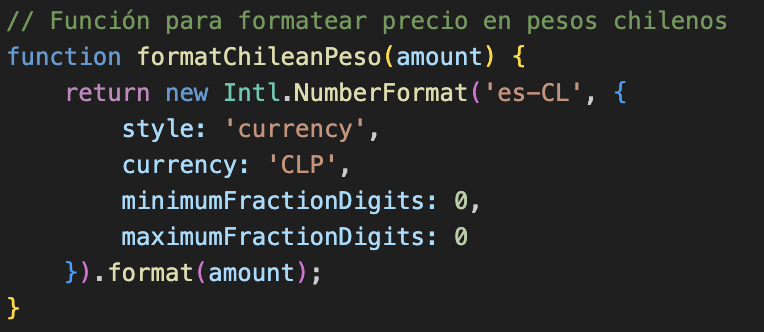 // Función para formatear precio en pesos chilenos
function formatChileanPeso(amount) {
    return new Intl.NumberFormat('es-CL', {
        style: 'currency',
        currency: 'CLP',
        minimumFractionDigits: 0,
        maximumFractionDigits: 0
    }).format(amount);
}